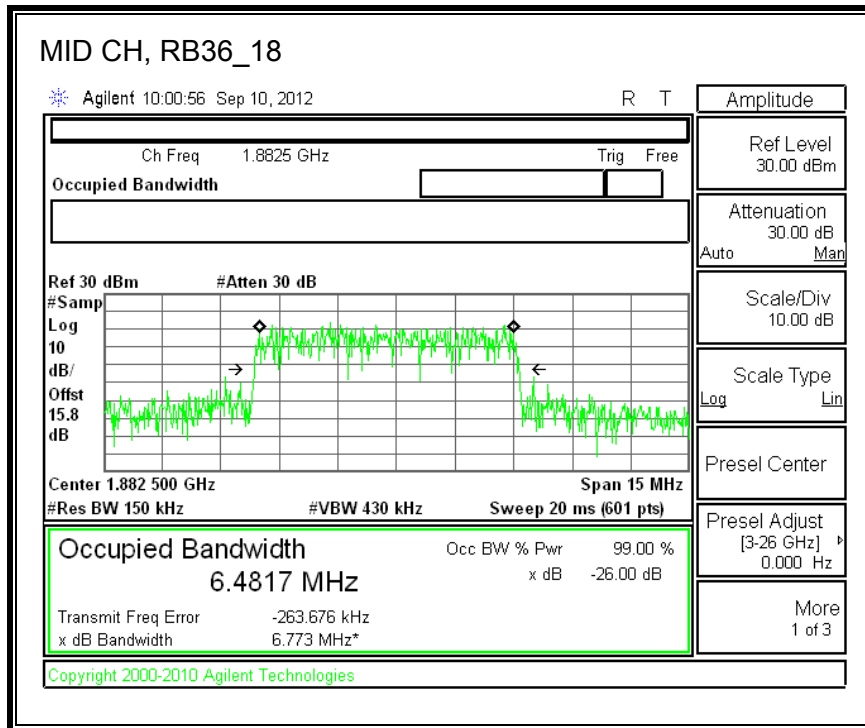 MID CH, RB36_18
Agilent 10:00:56 Sep 10, 2012 R T
Ch Freq 1.8825 GHz Trig Free
Occupied Bandwidth
Ref 30 dBm #Atten 30 dB
#Samp
Log
10
dB/
Offst
15.8
dB
Center 1.882 500 GHz Span 15 MHz
#Res BW 150 kHz #VBW 430 kHz Sweep 20 ms (601 pts)
Occupied Bandwidth Occ BW % Pwr 99.00 %
6.4817 MHz x dB -26.00 dB
Transmit Freq Error -263.676 kHz
x dB Bandwidth 6.773 MHz*
Copyright 2000-2010 Agilent Technologies
Amplitude
Ref Level
30.00 dBm
Attenuation
30.00 dB
Auto Man
Scale/Div
10.00 dB
Scale Type
Log Lin
Presel Center
Presel Adjust
[3-26 GHz]
0.000 Hz
More
1 of 3